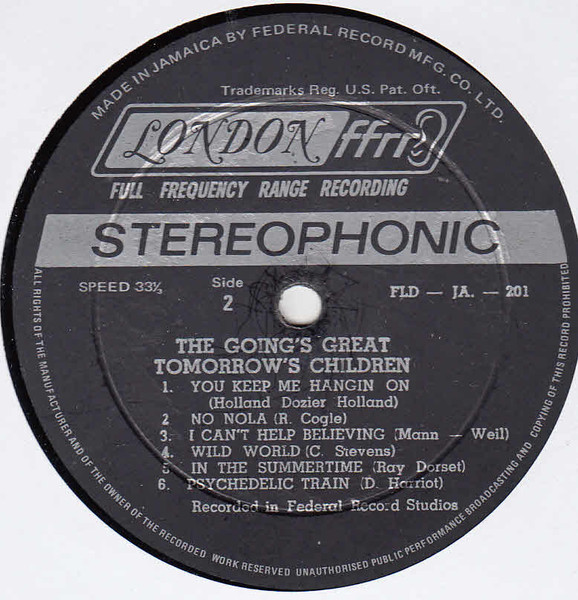 MADE IN JAMAICA BY FEDERAL RECORD MFG. CO. LTD.
Trademarks Reg. U.S. Pat. Oft.
LONDON ffrr
FULL FREQUENCY RANGE RECORDING
STEREOPHONIC
SPEED 33⅓
Side
2
FLD — JA. — 201
THE GOING'S GREAT
TOMORROW'S CHILDREN
1. YOU KEEP ME HANGIN ON
(Holland Dozier Holland)
2 NO NOLA (R. Cogle)
3. I CAN'T HELP BELIEVING (Mann — Weil)
4. WILD WORLD (C. Stevens)
5. IN THE SUMMERTIME (Ray Dorset)
6. PSYCHEDELIC TRAIN (D. Harriot)
Recorded in Federal Record Studios
ALL RIGHTS OF THE MANUFACTURER AND OF THE OWNER OF THE RECORDED WORK RESERVED UNAUTHORISED PUBLIC PERFORMANCE BROADCASTING AND COPYING OF THIS RECORD PROHIBITED